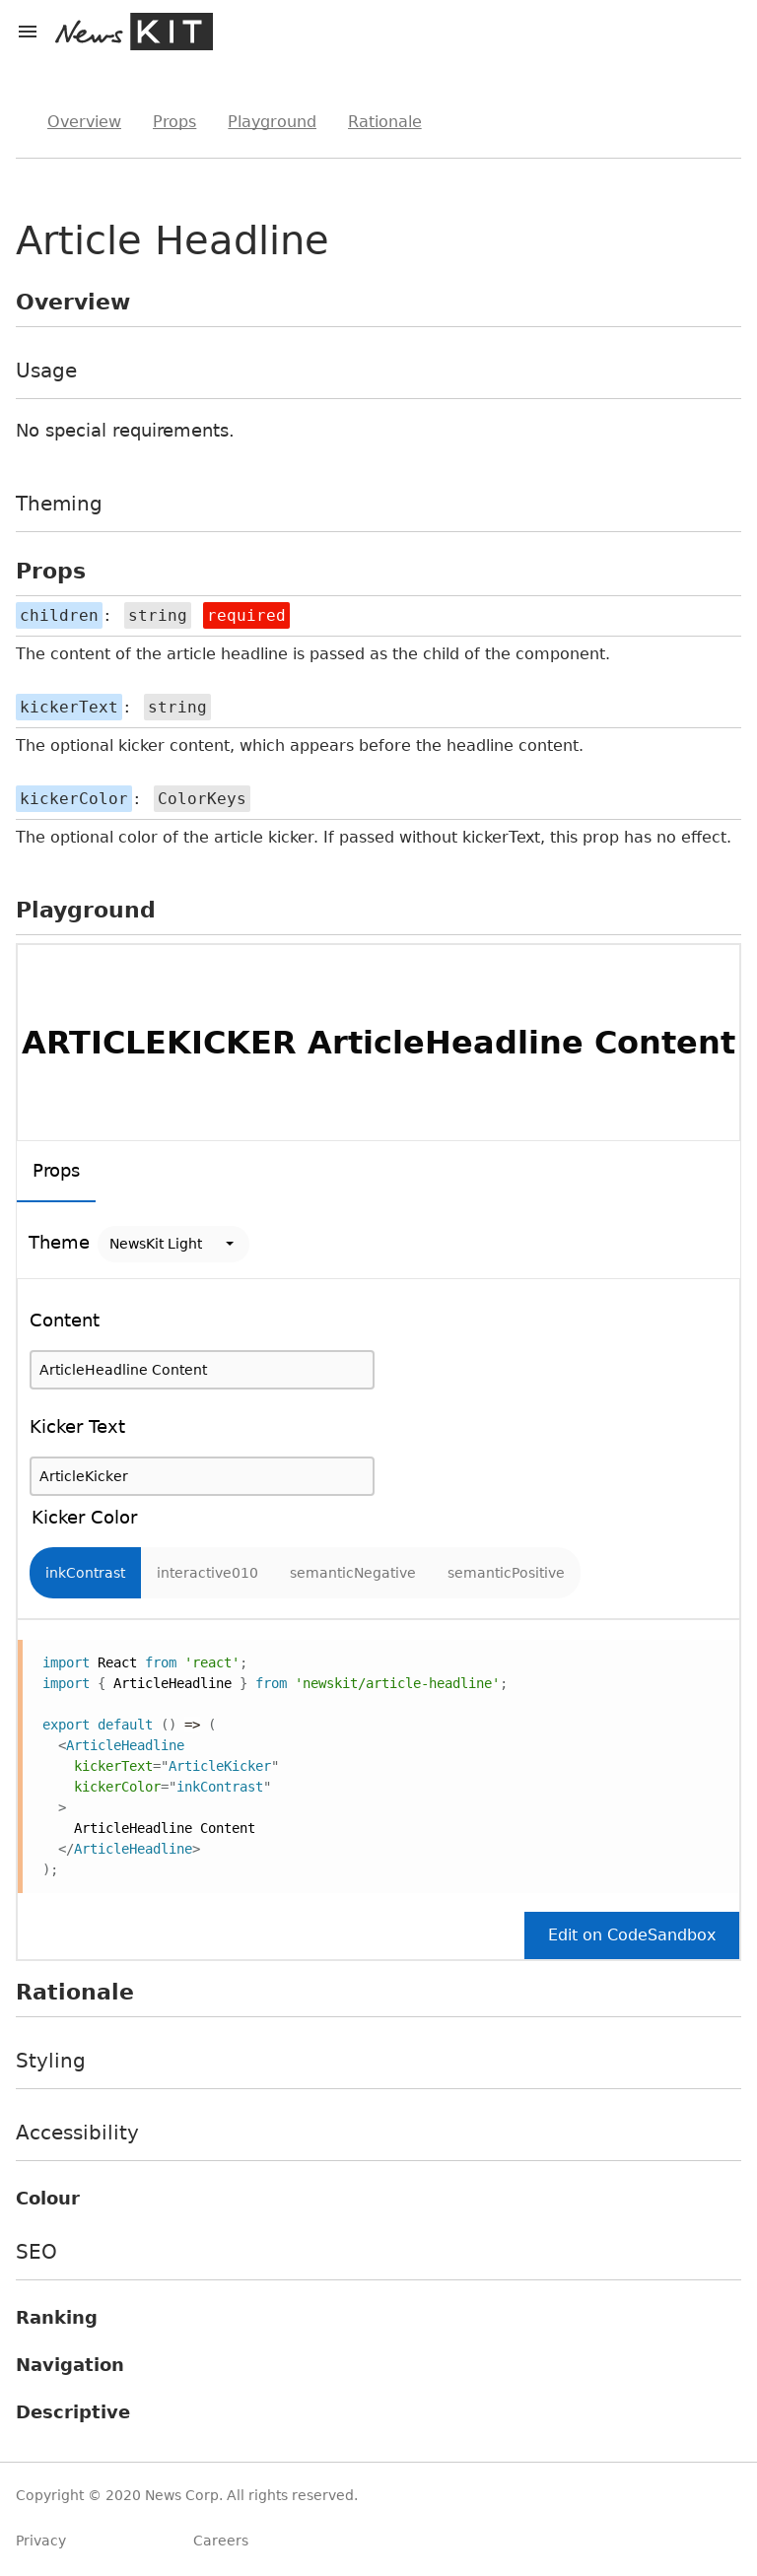 News KIT
Overview Props Playground Rationale
Article Headline
Overview
Usage
No special requirements.
Theming
Props
children: string required
The content of the article headline is passed as the child of the component.
kickerText: string
The optional kicker content, which appears before the headline content.
kickerColor: ColorKeys
The optional color of the article kicker. If passed without kickerText, this prop has no effect.
Playground
ARTICLEKICKER ArticleHeadline Content
Props
Theme NewsKit Light
Content
ArticleHeadline Content
Kicker Text
ArticleKicker
Kicker Color
inkContrast interactive010 semanticNegative semanticPositive
import React from 'react';
import { ArticleHeadline } from 'newskit/article-headline';
export default () => (
<ArticleHeadline
kickerText="ArticleKicker"
kickerColor="inkContrast"
>
ArticleHeadline Content
</ArticleHeadline>
);
Edit on CodeSandbox
Rationale
Styling
Accessibility
Colour
SEO
Ranking
Navigation
Descriptive
Copyright © 2020 News Corp. All rights reserved.
Privacy Careers